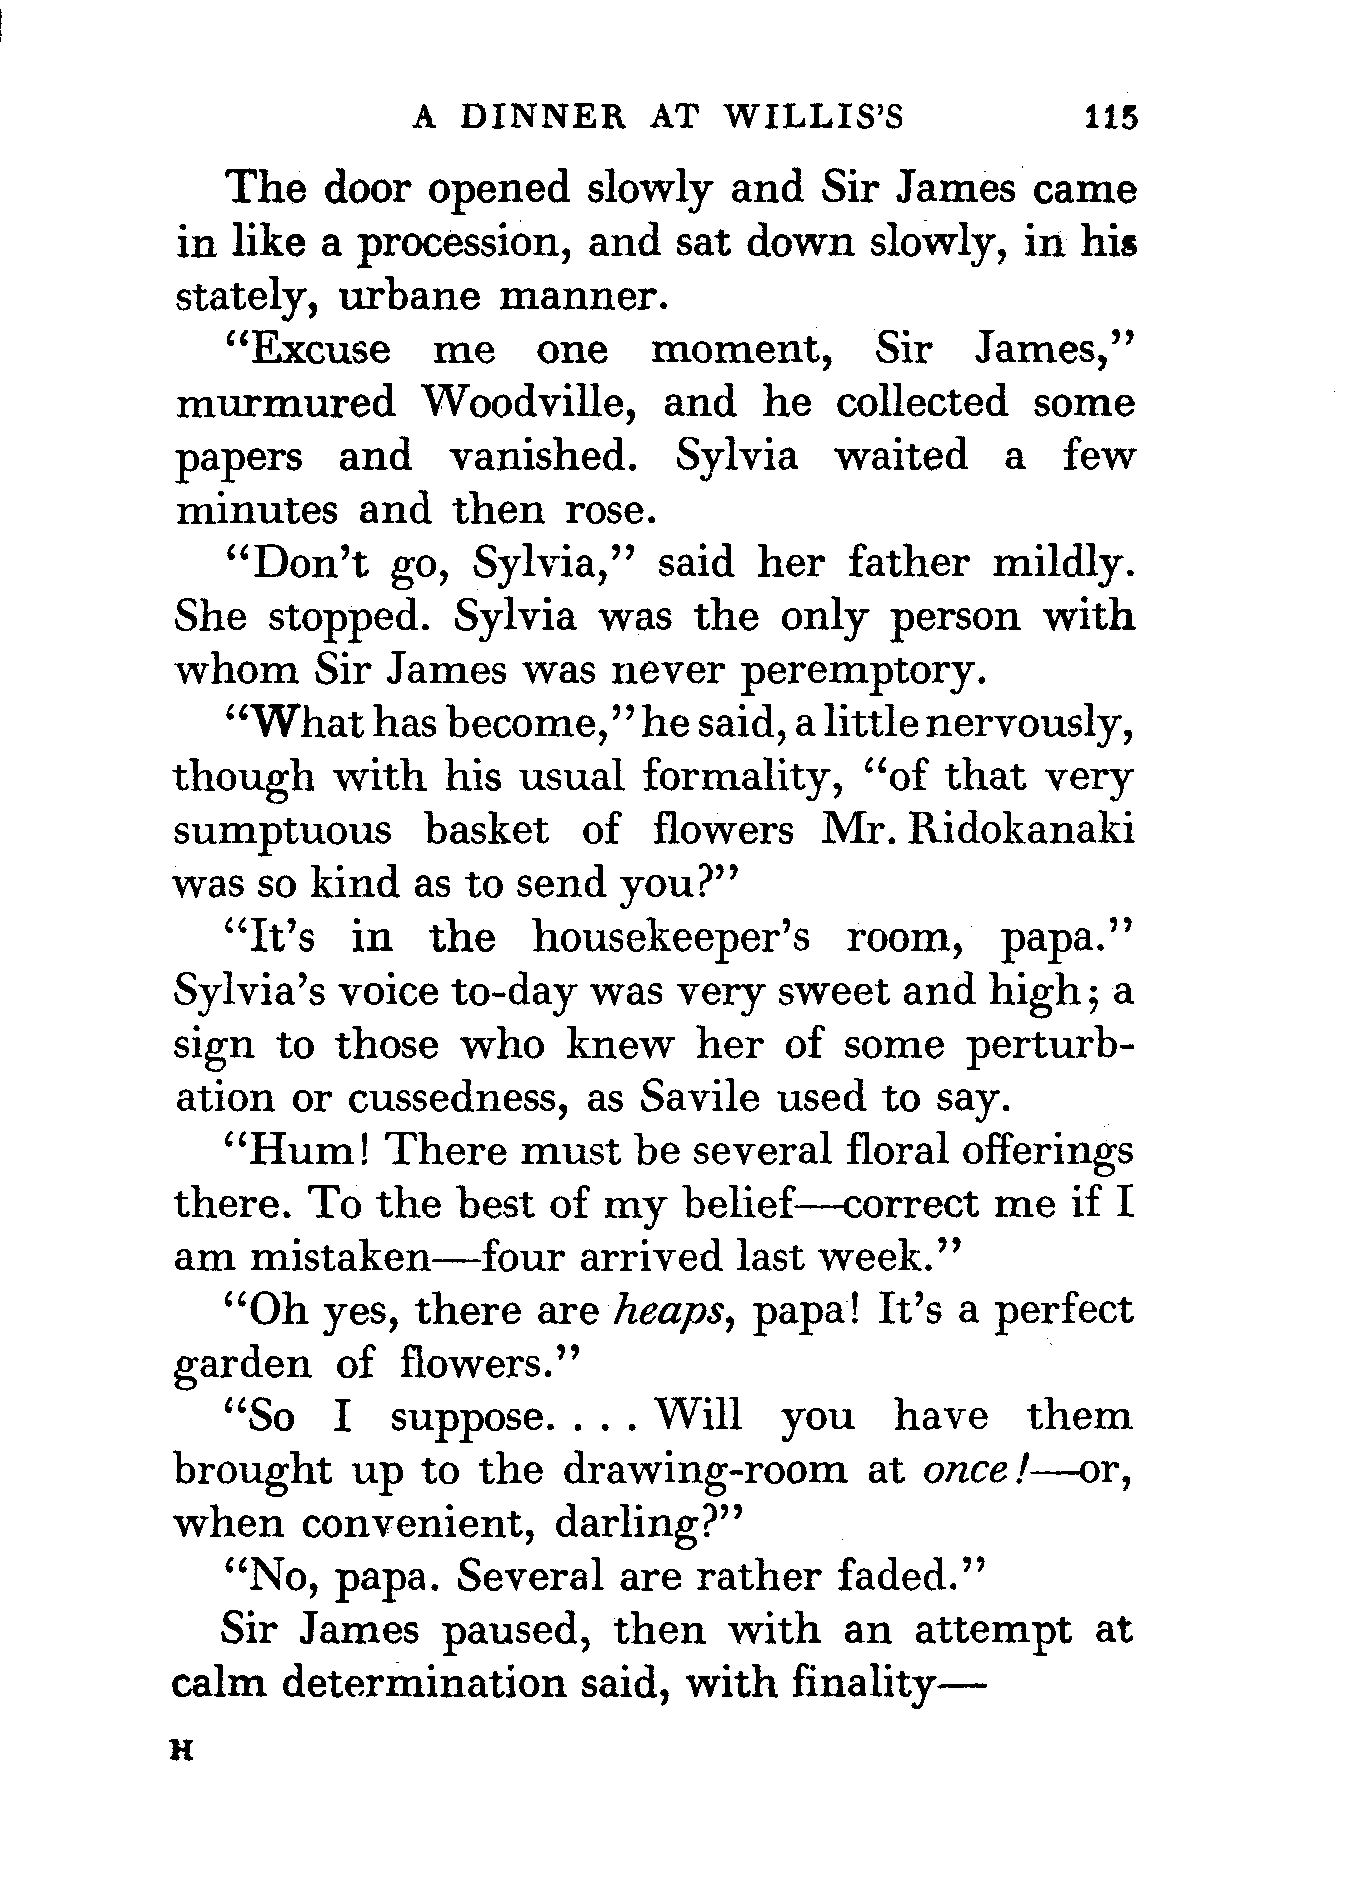 A DINNER AT WILLIS'S 115
The door opened slowly and Sir James came
in like a procession, and sat down slowly, in his
stately, urbane manner.
"Excuse me one moment, Sir James,"
murmured Woodville, and he collected some
papers and vanished. Sylvia waited a few
minutes and then rose.
"Don't go, Sylvia," said her father mildly.
She stopped. Sylvia was the only person with
whom Sir James was never peremptory.
"What has become," he said, a little nervously,
though with his usual formality, "of that very
sumptuous basket of flowers Mr. Ridokanaki
was so kind as to send you?"
"It's in the housekeeper's room, papa."
Sylvia's voice to-day was very sweet and high; a
sign to those who knew her of some perturb-
ation or cussedness, as Savile used to say.
"Hum! There must be several floral offerings
there. To the best of my belief—correct me if I
am mistaken—four arrived last week."
"Oh yes, there are heaps, papa! It's a perfect
garden of flowers."
"So I suppose. . . . Will you have them
brought up to the drawing-room at once!—or,
when convenient, darling?"
"No, papa. Several are rather faded."
Sir James paused, then with an attempt at
calm determination said, with finality—
H